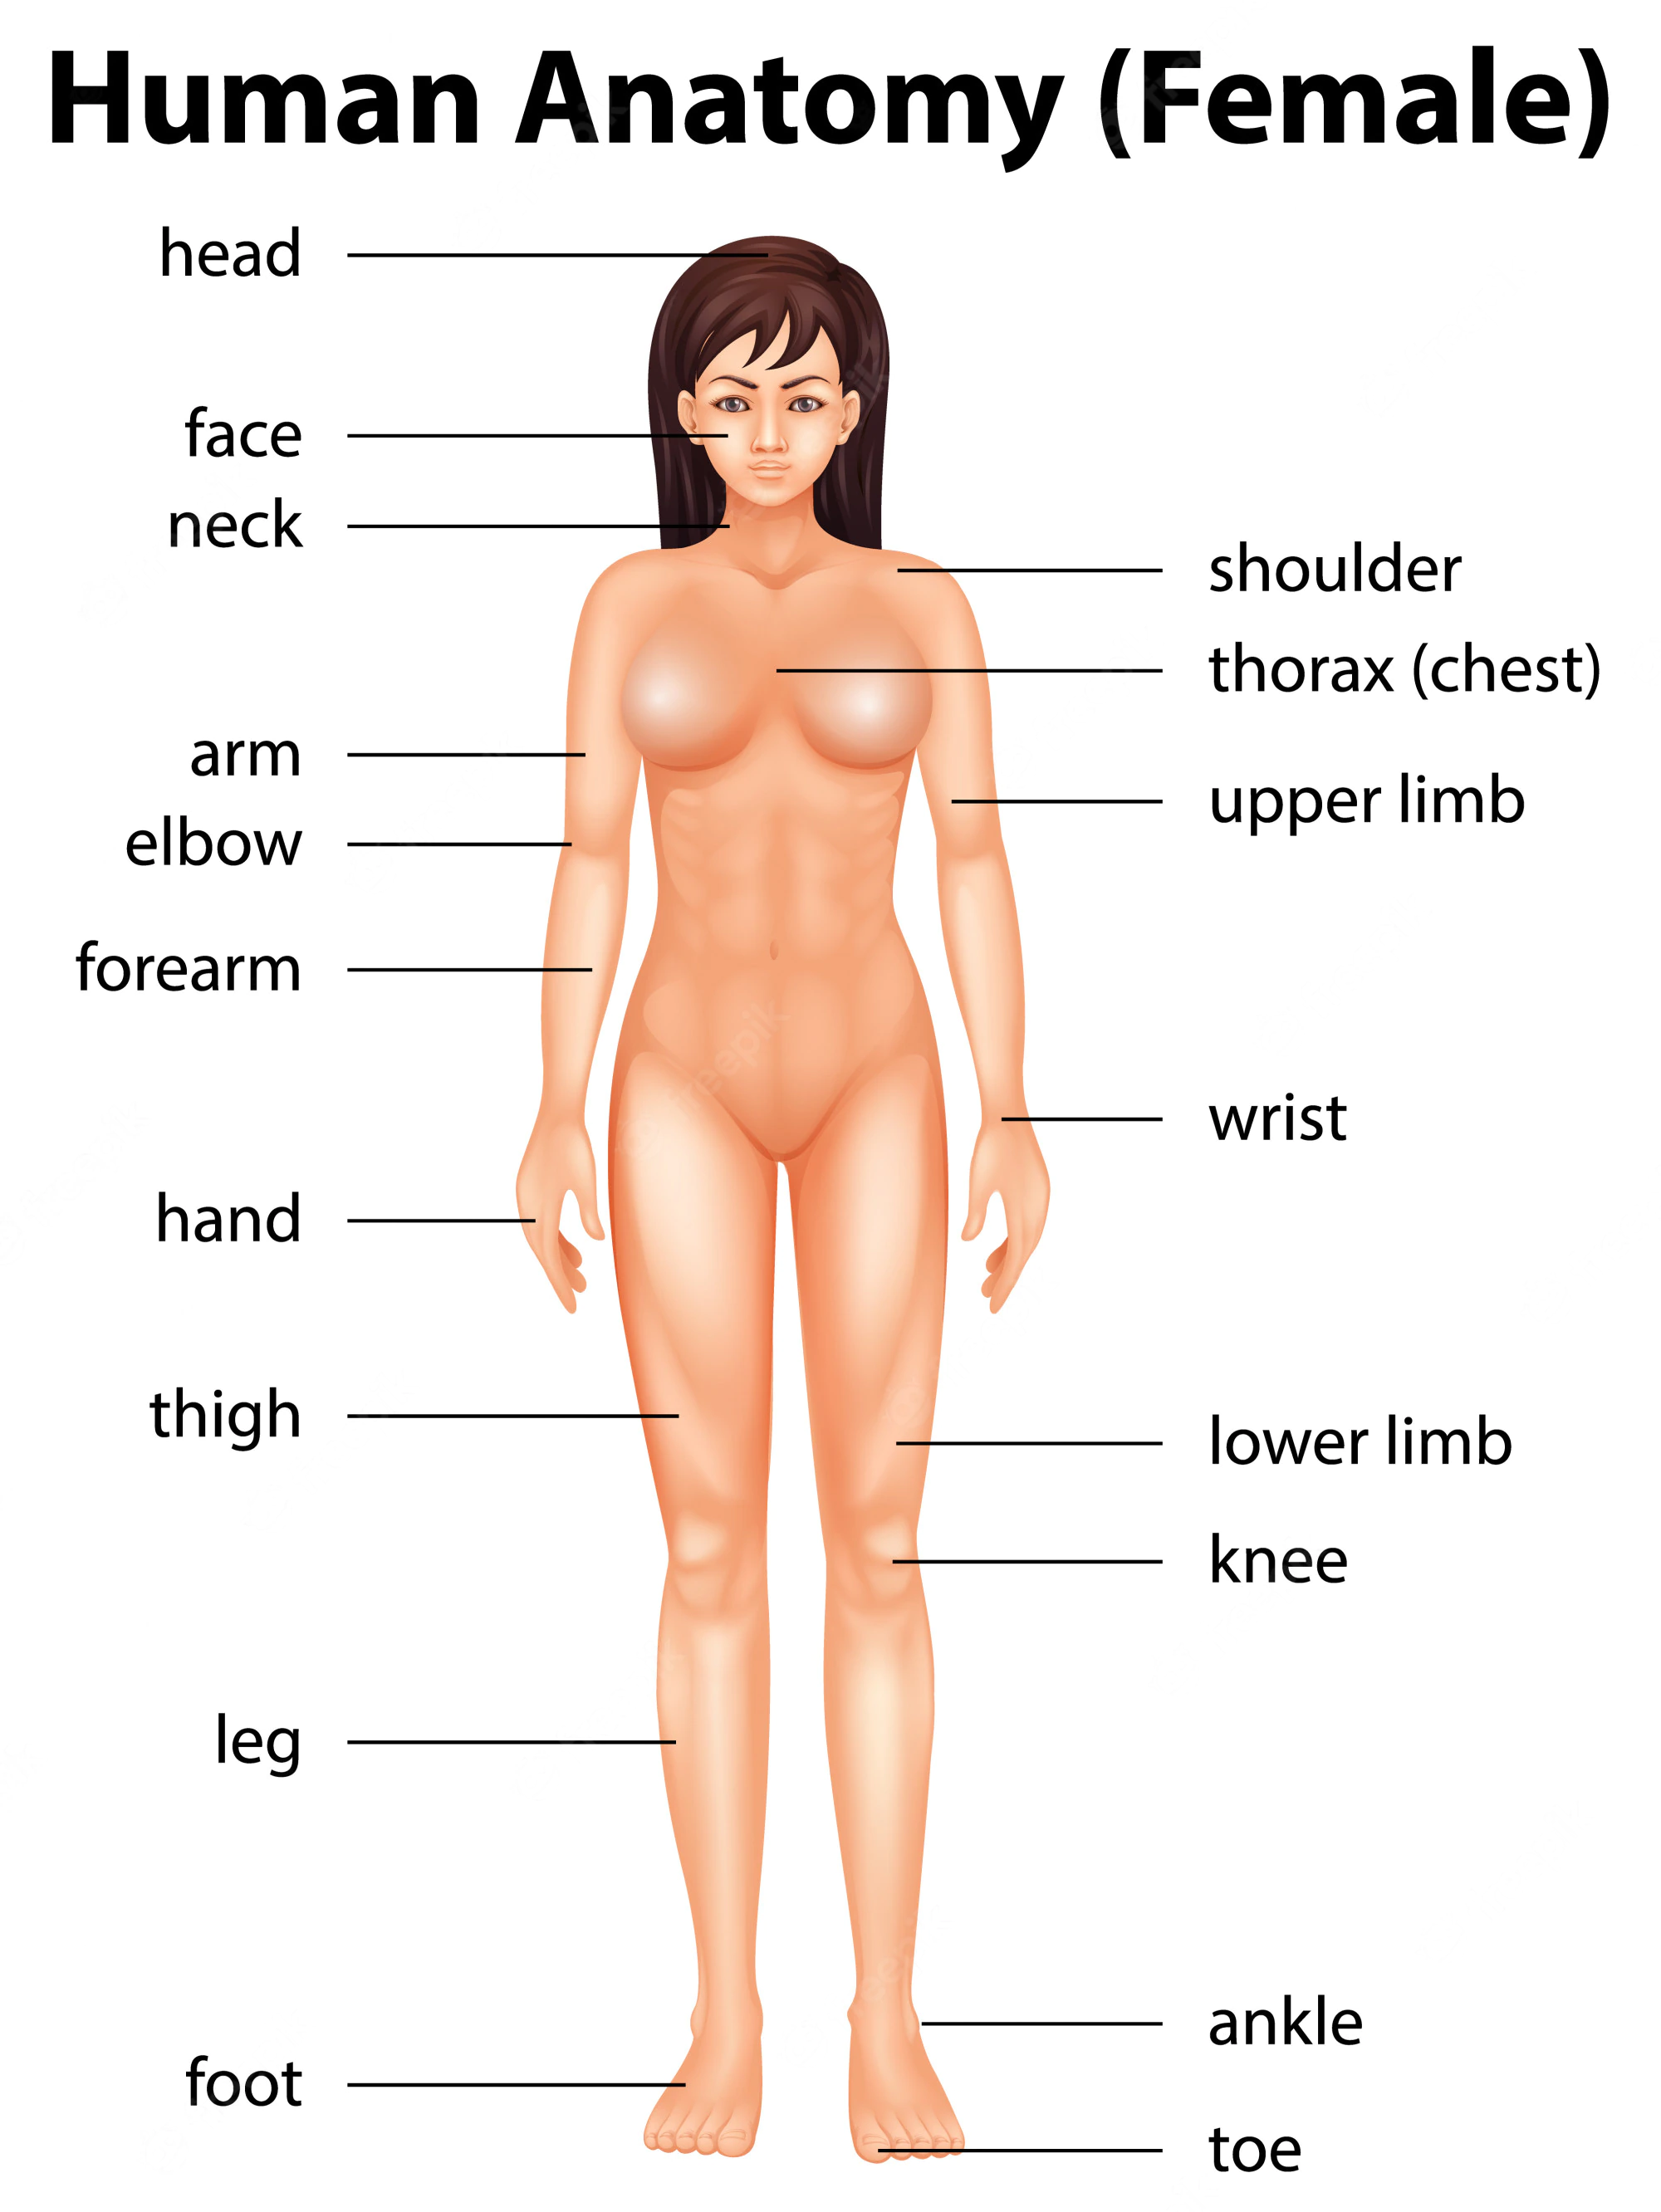 Human Anatomy (Female)
head
face
neck
shoulder
thorax (chest)
arm
upper limb
elbow
forearm
wrist
hand
thigh
lower limb
knee
leg
ankle
foot
toe
freepik